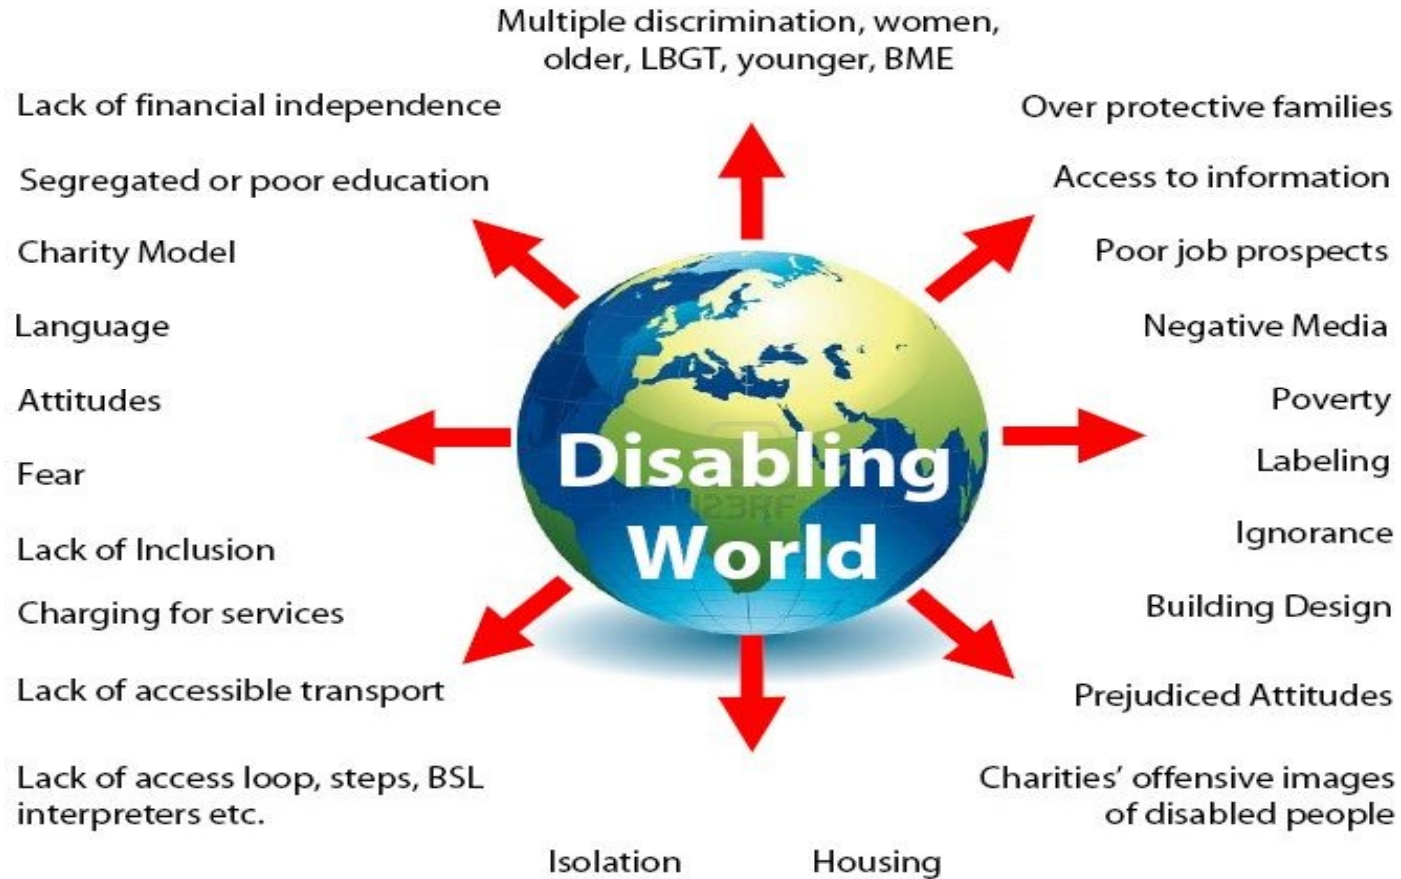 Multiple discrimination, women,
older, LBGT, younger, BME
Lack of financial independence
Segregated or poor education
Charity Model
Language
Attitudes
Fear
Lack of Inclusion
Charging for services
Lack of accessible transport
Lack of access loop, steps, BSL
interpreters etc.
Over protective families
Access to information
Poor job prospects
Negative Media
Poverty
Labeling
Ignorance
Building Design
Prejudiced Attitudes
Charities’ offensive images
of disabled people
Disabling
World
123RF
Isolation
Housing